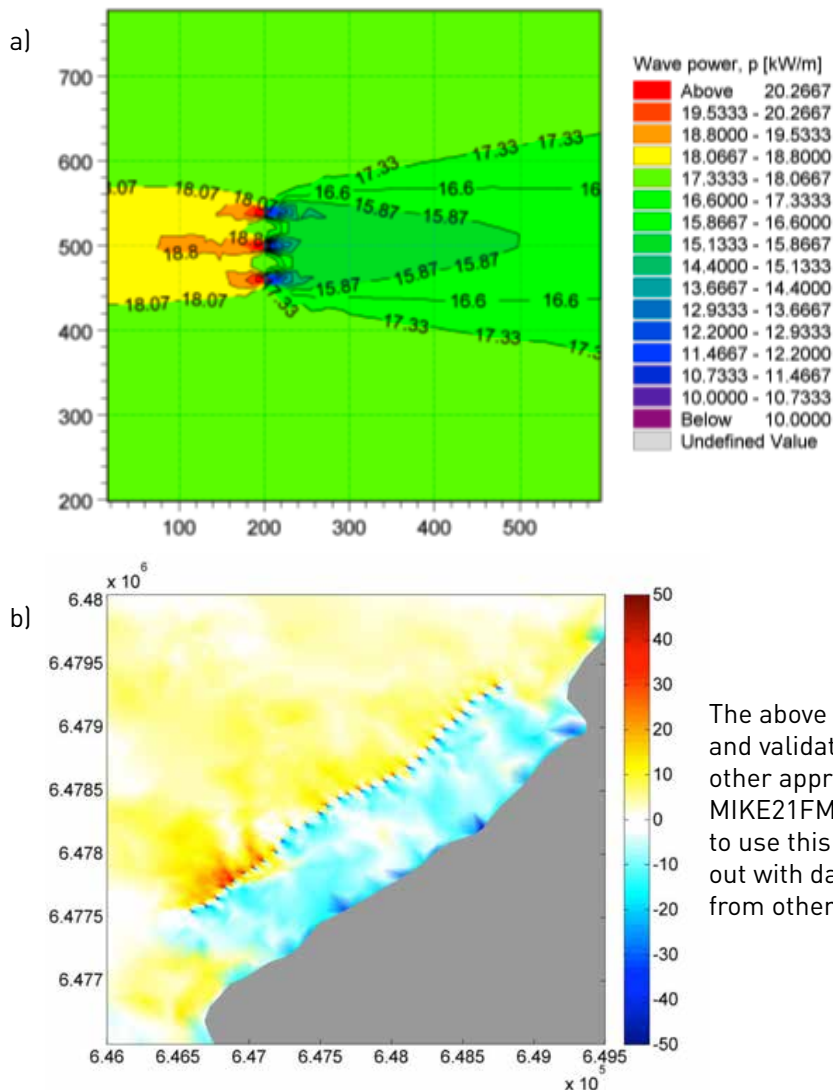 a)
Wave power, p [kW/m]
Above 20.2667
19.5333 - 20.2667
18.8000 - 19.5333
18.0667 - 18.8000
17.3333 - 18.0667
16.6000 - 17.3333
15.8667 - 16.6000
15.1333 - 15.8667
14.4000 - 15.1333
13.6667 - 14.4000
12.9333 - 13.6667
12.2000 - 12.9333
11.4667 - 12.2000
10.7333 - 11.4667
10.0000 - 10.7333
Below 10.0000
Undefined Value
700
600
500
400
300
200
100 200 300 400 500
17.33 17.33
18.07 18.07 16.6 16.6
15.87
18.8 18.8
15.87 15.87
18.07 18.07 16.6 16.6
17.33
17.33 17.33
b)
x 10^6
6.48
6.4795
6.479
6.4785
6.478
6.4775
6.477
6.46 6.465 6.47 6.475 6.48 6.485 6.49 6.495
x 10^5
50
40
30
20
10
0
-10
-20
-30
-40
-50
The above
and validat
other appr
MIKE21FM
to use this
out with da
from other